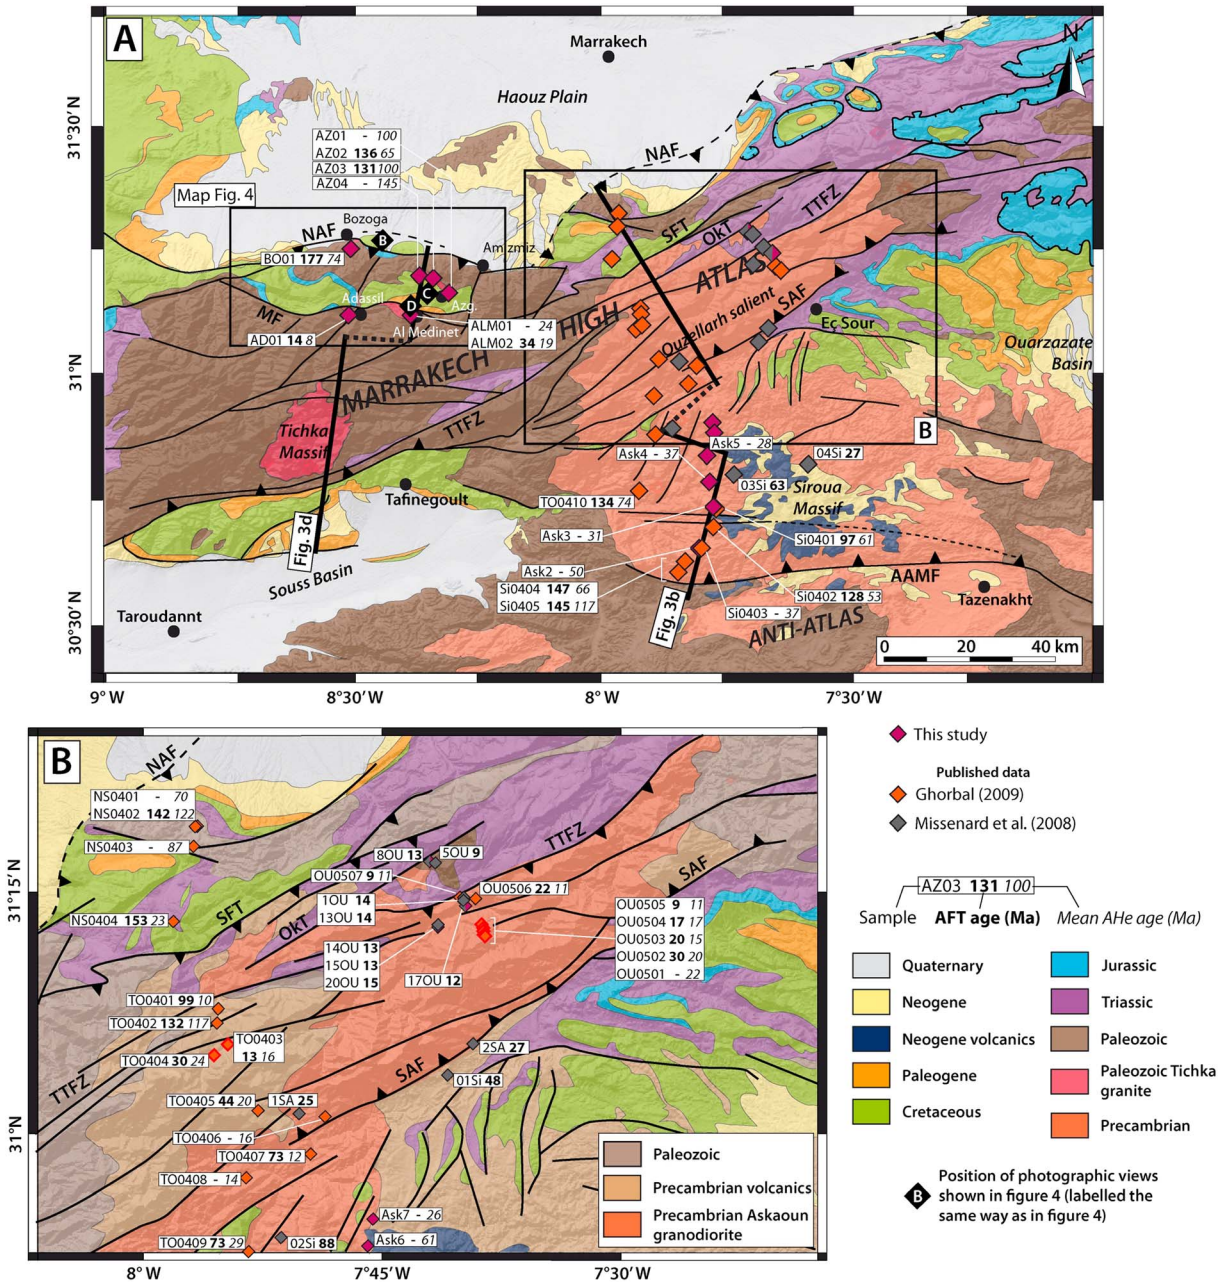 A
Marrakech
Haouz Plain
N
31°30' N
31°N
30°30' N
AZ01 - 100
AZ02 136 65
AZ03 131 100
AZ04 - 145
NAF
Map Fig. 4
Bozoga
NAF
B
Amizmiz
BO01 177 74
SFT
OkT
TTFZ
ATLAS
C
D
Adassil
Azg.
MF
Al Medinet
ALM01 - 24
ALM02 34 19
AD01 14 8
HIGH
Ouzellarh salient
SAF
Ec Sour
Ouarzazate
Basin
MARRAKECH
Tichka
Massif
TTFZ
B
Ask5 - 28
Ask4 - 37
04Si 27
03Si 63
Siroua
Massif
Tafinegoult
TO0410 134 74
Ask3 - 31
Si0401 97 61
Fig. 3d
Souss Basin
Ask2 - 50
Si0404 147 66
Si0405 145 117
AAMF
Si0402 128 53
Tazenakht
Si0403 - 37
Fig. 3b
ANTI-ATLAS
Taroudannt
0 20 40 km
9° W
8°30' W
8° W
7°30' W
B
NAF
NS0401 - 70
NS0402 142 122
NS0403 - 87
TTFZ
SAF
8OU 13
5OU 9
OU0507 9 11
OU0506 22 11
1OU 14
13OU 14
OU0505 9 11
OU0504 17 17
OU0503 20 15
OU0502 30 20
OU0501 - 22
31°15' N
NS0404 153 23
SFT
OkT
14OU 13
15OU 13
20OU 15
17OU 12
TO0401 99 10
TO0402 132 117
TO0403
13 16
TO0404 30 24
2SA 27
SAF
01Si 48
TTFZ
TO0405 44 20
1SA 25
31°N
TO0406 - 16
TO0407 73 12
TO0408 - 14
Ask7 - 26
TO0409 73 29
02Si 88
Ask6 - 61
Paleozoic
Precambrian volcanics
Precambrian Askaoun
granodiorite
8° W
7°45' W
7°30' W
This study
Published data
Ghorbal (2009)
Missenard et al. (2008)
AZ03 131 100
Sample
AFT age (Ma)
Mean AHe age (Ma)
Quaternary
Neogene
Neogene volcanics
Paleogene
Cretaceous
Jurassic
Triassic
Paleozoic
Paleozoic Tichka
granite
Precambrian
B
Position of photographic views
shown in figure 4 (labelled the
same way as in figure 4)